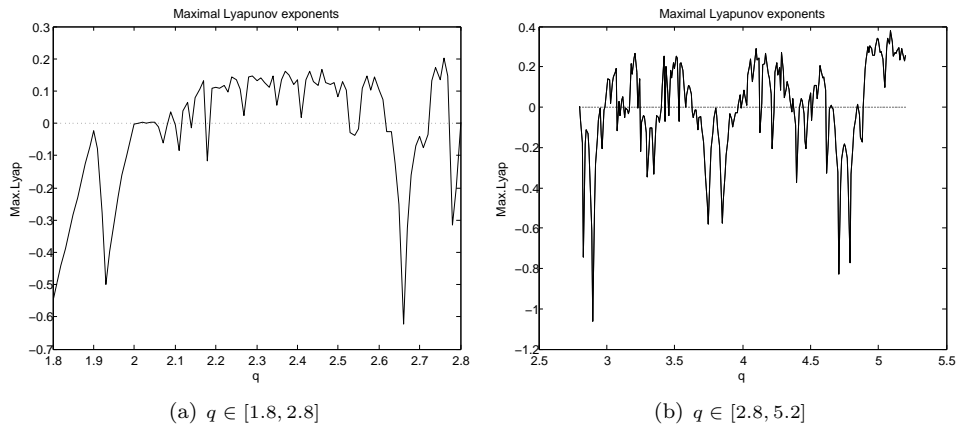 Maximal Lyapunov exponents
0.3
0.2
0.1
0
−0.1
−0.2
−0.3
−0.4
−0.5
−0.6
−0.7
Max.Lyap
1.8 1.9 2 2.1 2.2 2.3 2.4 2.5 2.6 2.7 2.8
q
(a) q ∈ [1.8, 2.8]
Maximal Lyapunov exponents
0.4
0.2
0
−0.2
−0.4
−0.6
−0.8
−1
−1.2
Max.Lyap
2.5 3 3.5 4 4.5 5 5.5
q
(b) q ∈ [2.8, 5.2]